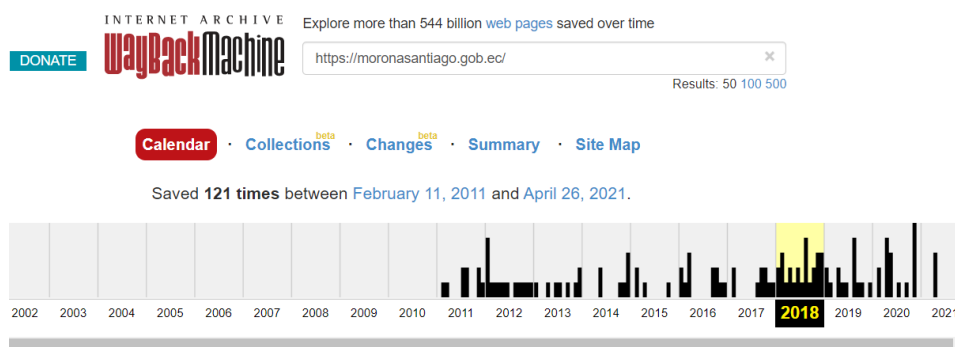 INTERNET ARCHIVE
Explore more than 544 billion web pages saved over time
DONATE
WayBackMachine
https://moronasantiago.gob.ec/ ×
Results: 50 100 500
Calendar · Collections beta · Changes beta · Summary · Site Map
Saved 121 times between February 11, 2011 and April 26, 2021.
2002 2003 2004 2005 2006 2007 2008 2009 2010 2011 2012 2013 2014 2015 2016 2017 2018 2019 2020 2021